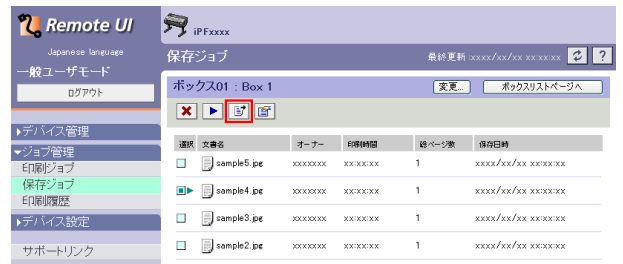 Remote UI
iPFxxxx
Japanese language
一般ユーザモード
ログアウト
保存ジョブ
最終更新:xxxx/xx/xx xx:xx:xx
?
ボックス01 : Box 1
変更...
ボックスリストページへ
▶デバイス管理
▼ジョブ管理
印刷ジョブ
保存ジョブ
印刷履歴
▶デバイス設定
サポートリンク
選択 文書名 オーナー 印刷時間 総ページ数 保存日時
sample5.jpg xxxxxxx xx:xx:xx 1 xxxx/xx/xx xx:xx:xx
sample4.jpg xxxxxxxx xx:xx:xx 1 xxxx/xx/xx xx:xx:xx
sample3.jpg xxxxxxxx xx:xx:xx 1 xxxx/xx/xx xx:xx:xx
sample2.jpg xxxxxxxx xx:xx:xx 1 xxxx/xx/xx xx:xx:xx